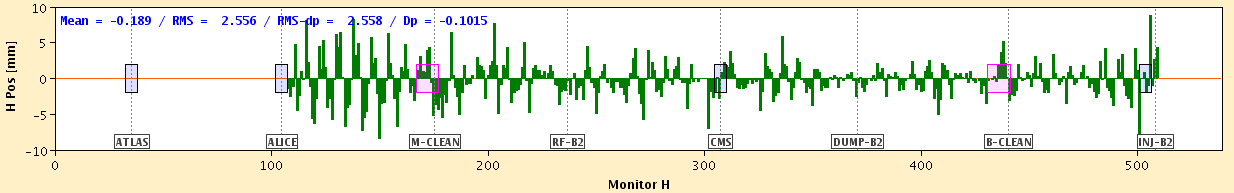 Mean = -0.189 / RMS = 2.556 / RMS-dp = 2.558 / Dp = -0.1015
H Pos [mm]
10
5
0
-5
-10
ATLAS ALICE M-CLEAN RF-B2 CMS DUMP-B2 B-CLEAN INJ-B2
0 100 200 300 400 500
Monitor H